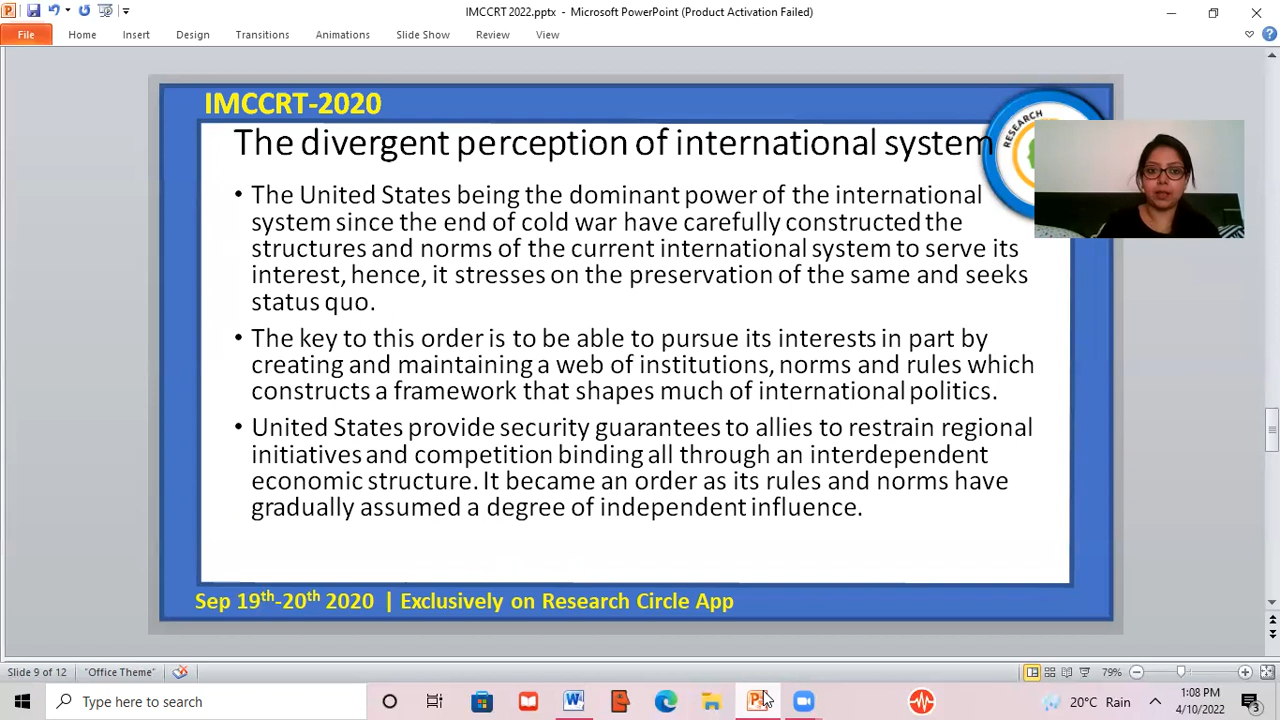 IMCCRT 2022.pptx - Microsoft PowerPoint (Product Activation Failed)
File Home Insert Design Transitions Animations Slide Show Review View
IMCCRT-2020
RESEARCH
The divergent perception of international system
• The United States being the dominant power of the international
system since the end of cold war have carefully constructed the
structures and norms of the current international system to serve its
interest, hence, it stresses on the preservation of the same and seeks
status quo.
• The key to this order is to be able to pursue its interests in part by
creating and maintaining a web of institutions, norms and rules which
constructs a framework that shapes much of international politics.
• United States provide security guarantees to allies to restrain regional
initiatives and competition binding all through an interdependent
economic structure. It became an order as its rules and norms have
gradually assumed a degree of independent influence.
Sep 19th-20th 2020 | Exclusively on Research Circle App
Slide 9 of 12 "Office Theme" 79%
Type here to search 20°C Rain 1:08 PM
4/10/2022 3